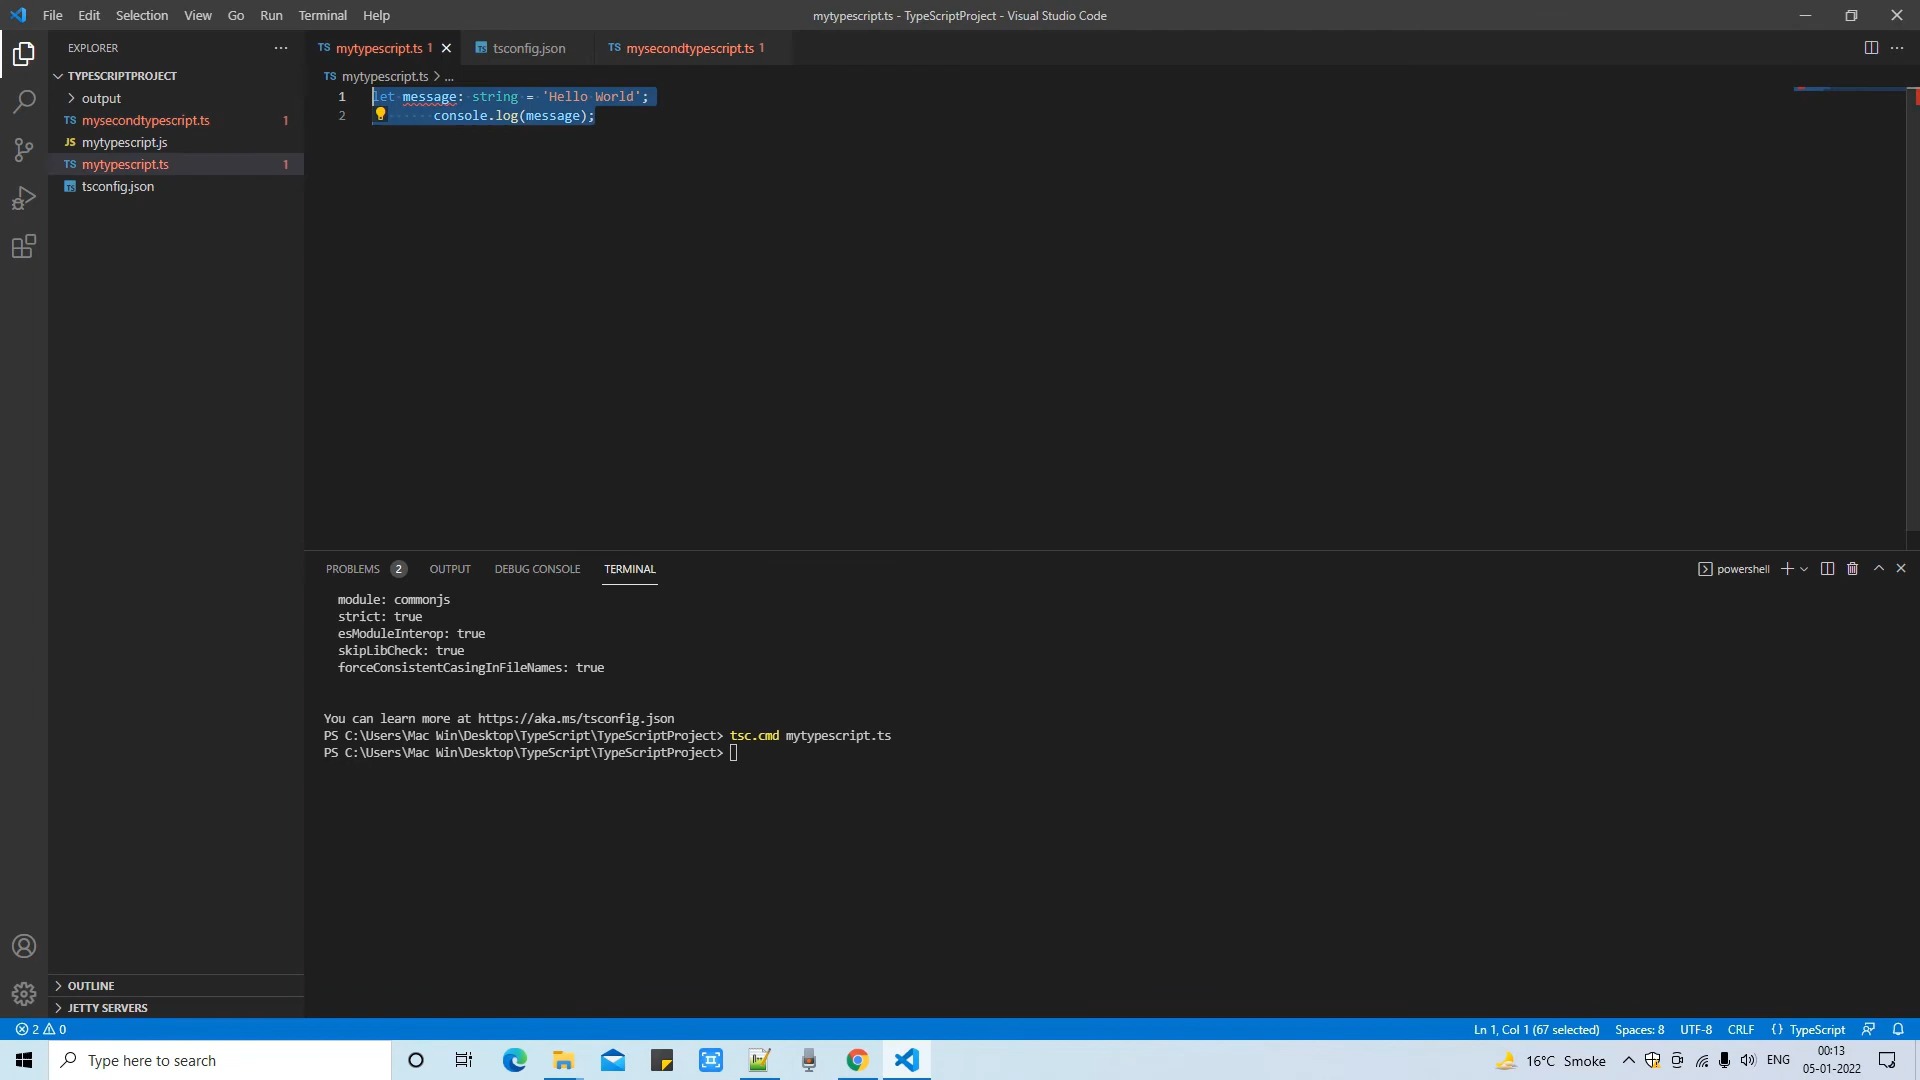 File Edit Selection View Go Run Terminal Help
mytypescript.ts - TypeScriptProject - Visual Studio Code
EXPLORER
TYPESCRIPTPROJECT
output
TS mysecondtypescript.ts 1
JS mytypescript.js
TS mytypescript.ts 1
TS tsconfig.json
OUTLINE
JETTY SERVERS
TS mytypescript.ts 1
TS tsconfig.json
TS mysecondtypescript.ts 1
TS mytypescript.ts > ...
1 let message: string = 'Hello World';
2 console.log(message);
PROBLEMS 2 OUTPUT DEBUG CONSOLE TERMINAL
powershell
module: commonjs
strict: true
esModuleInterop: true
skipLibCheck: true
forceConsistentCasingInFileNames: true
You can learn more at https://aka.ms/tsconfig.json
PS C:\Users\Mac Win\Desktop\TypeScript\TypeScriptProject> tsc.cmd mytypescript.ts
PS C:\Users\Mac Win\Desktop\TypeScript\TypeScriptProject>
2 0
Ln 1, Col 1 (67 selected) Spaces: 8 UTF-8 CRLF {} TypeScript
Type here to search
16°C Smoke
ENG
00:13
05-01-2022